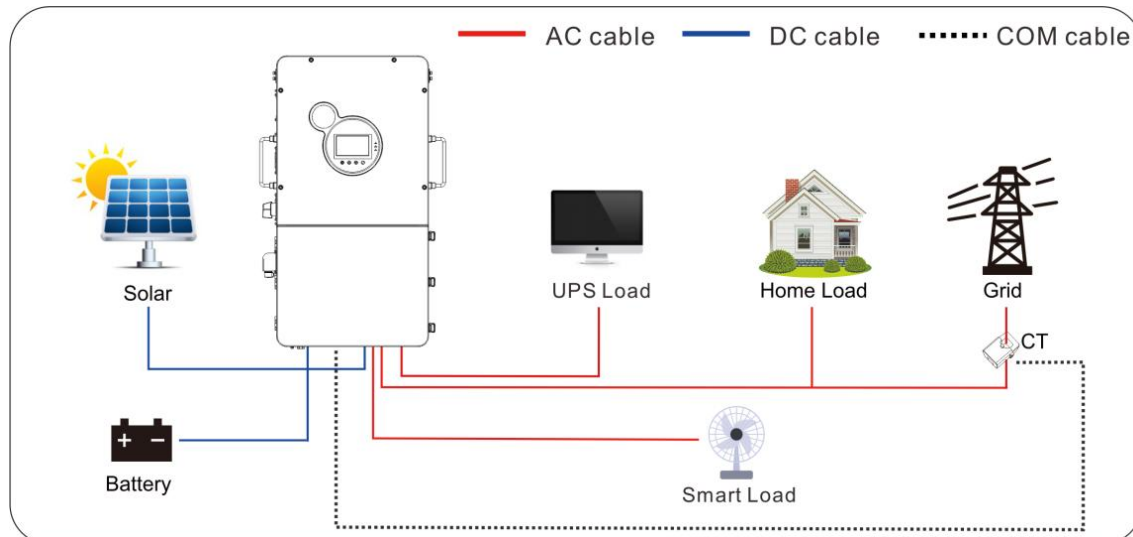 AC cable DC cable COM cable
Solar
UPS Load
Home Load
Grid
CT
Battery
Smart Load